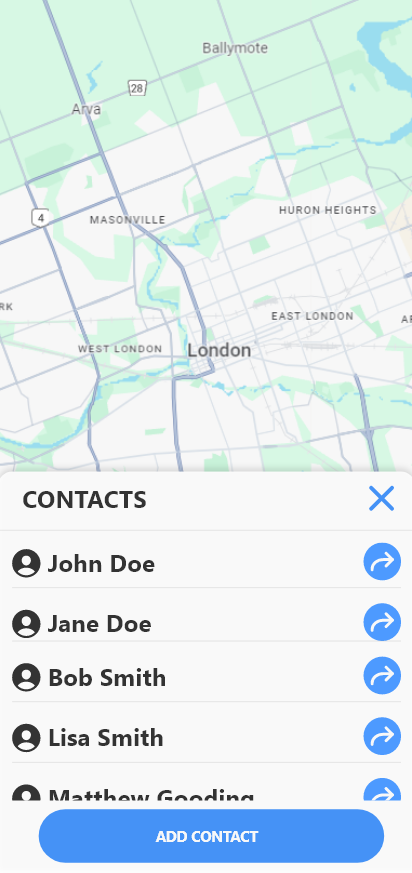 Ballymote
28
Arva
4
MASONVILLE
HURON HEIGHTS
RK
EAST LONDON
AR
WEST LONDON
London
CONTACTS
John Doe
Jane Doe
Bob Smith
Lisa Smith
Matthew Gooding
ADD CONTACT